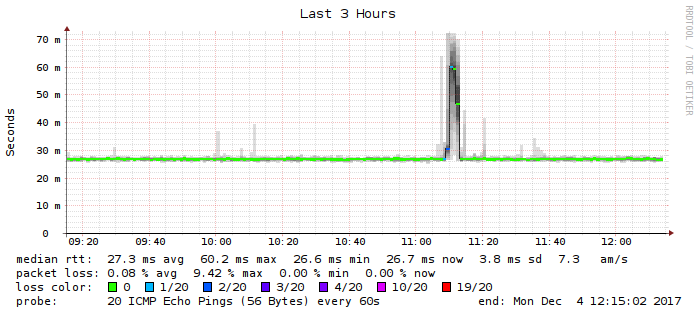 Last 3 Hours
RRDTOOL / TOBI OETIKER
Seconds
70 m
60 m
50 m
40 m
30 m
20 m
10 m
0
09:20 09:40 10:00 10:20 10:40 11:00 11:20 11:40 12:00
median rtt: 27.3 ms avg 60.2 ms max 26.6 ms min 26.7 ms now 3.8 ms sd 7.3 am/s
packet loss: 0.08 % avg 9.42 % max 0.00 % min 0.00 % now
loss color: 0 1/20 2/20 3/20 4/20 10/20 19/20
probe: 20 ICMP Echo Pings (56 Bytes) every 60s end: Mon Dec 4 12:15:02 2017